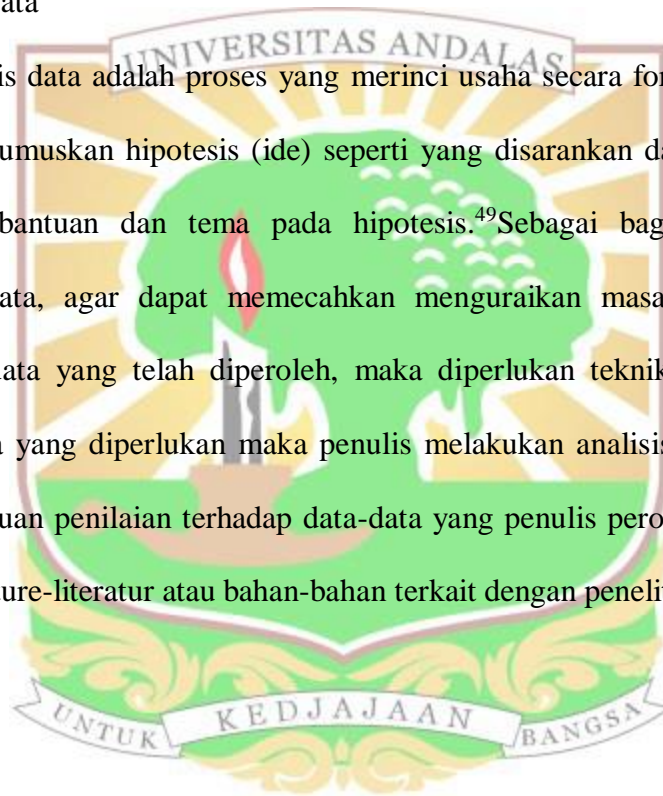 ata
UNIVERSITAS ANDALAS
is data adalah proses yang merinci usaha secara for
umuskan hipotesis (ide) seperti yang disarankan da
bantuan dan tema pada hipotesis.⁴⁹Sebagai bag
ata, agar dapat memecahkan menguraikan masa
ata yang telah diperoleh, maka diperlukan teknik
a yang diperlukan maka penulis melakukan analisis
uan penilaian terhadap data-data yang penulis pero
ture-literatur atau bahan-bahan terkait dengan penelit
UNTUK KEDJAJAAN BANGSA